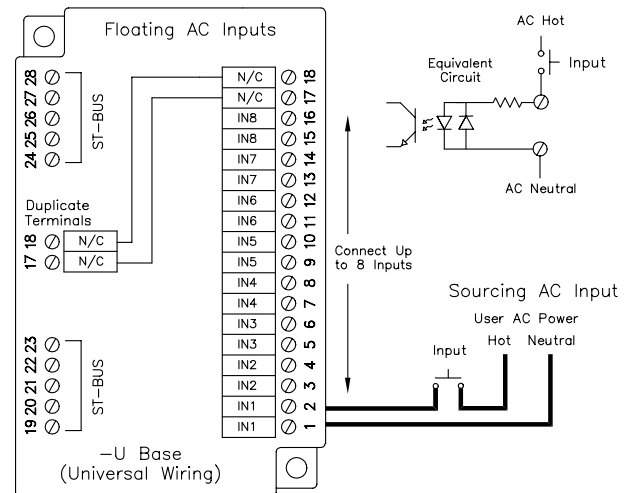 Floating AC Inputs
AC Hot
Input
Equivalent
Circuit
AC Neutral
28
27
26
25
24
ST-BUS
Duplicate
Terminals
18 N/C
17 N/C
23
22
21
20
19
ST-BUS
N/C 18
N/C 17
IN8 16
IN8 15
IN7 14
IN7 13
IN6 12
IN6 11
IN5 10
IN5 9
IN4 8
IN4 7
IN3 6
IN3 5
IN2 4
IN2 3
IN1 2
IN1 1
Connect Up
to 8 Inputs
Sourcing AC Input
User AC Power
Hot Neutral
Input
-U Base
(Universal Wiring)